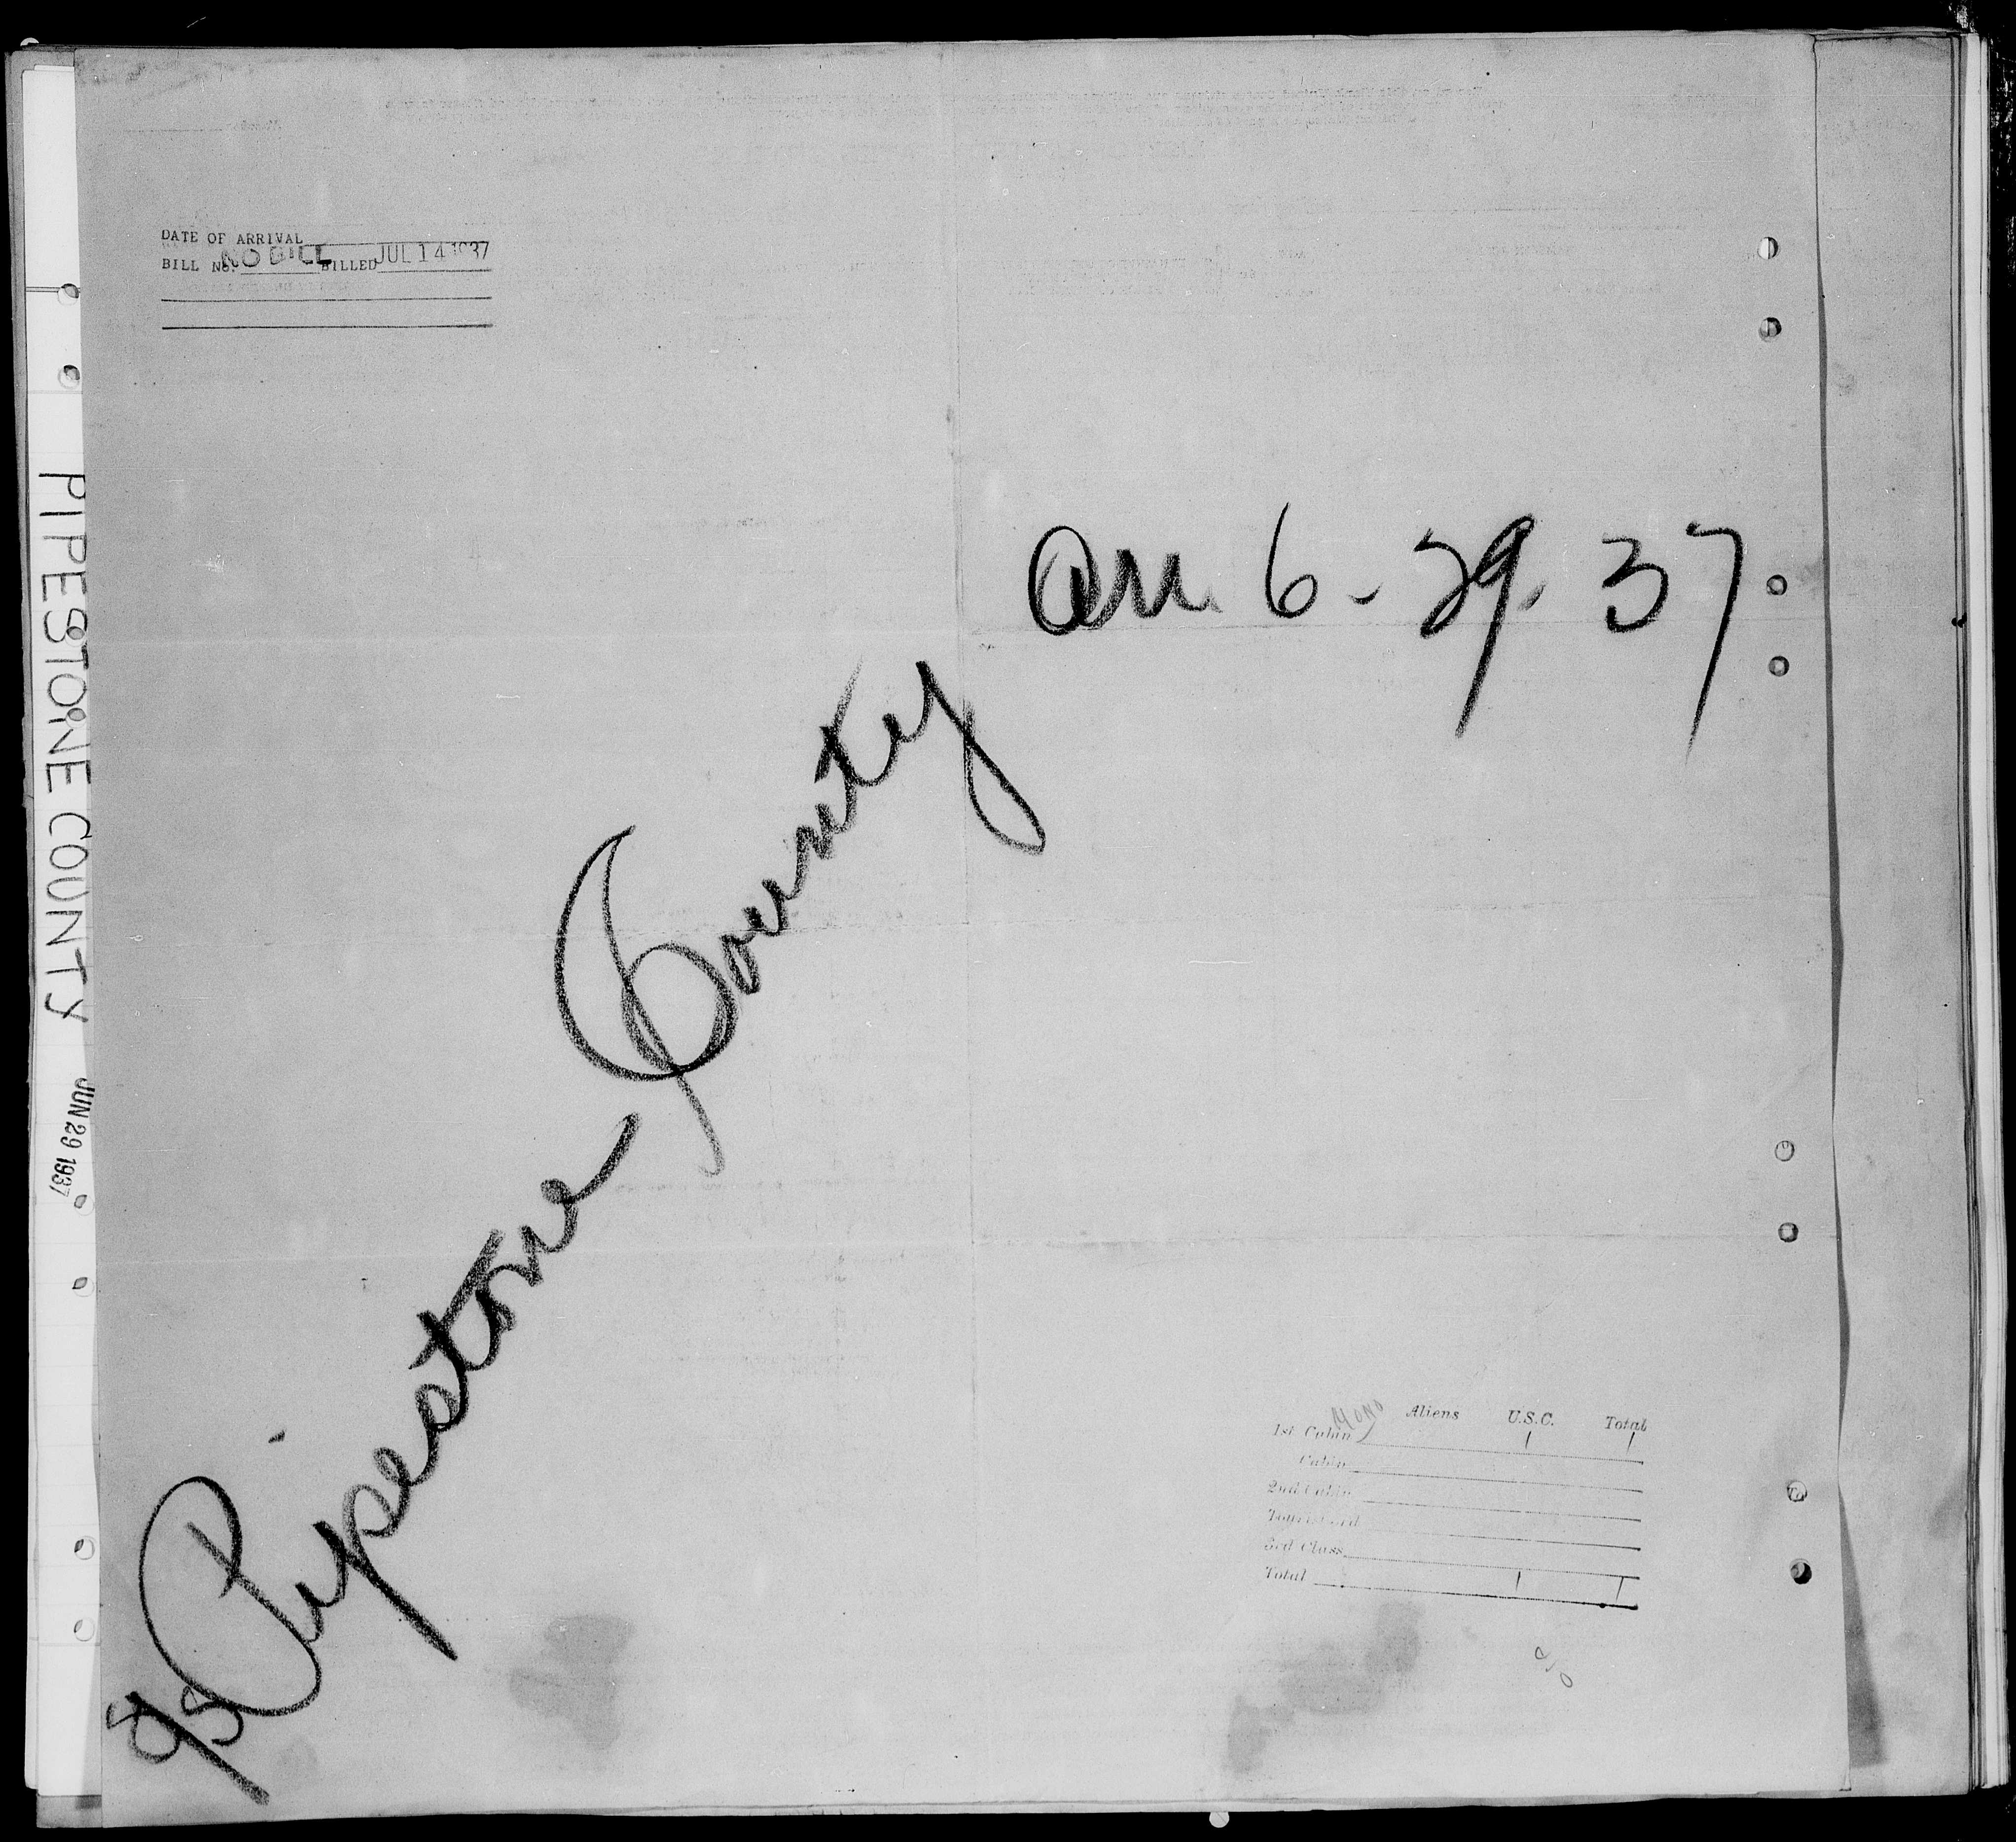 DATE OF ARRIVAL
BILL NO. NO BILL BILLED JUL 14 1937
PIPESTONE COUNTY JUN 29 1937
Arr. 6-29-37
SS Pipestone County
Aliens U.S.C. Total
1st Cabin 1 1
Cabin
2nd Cabin
3rd Class
Total 1 1